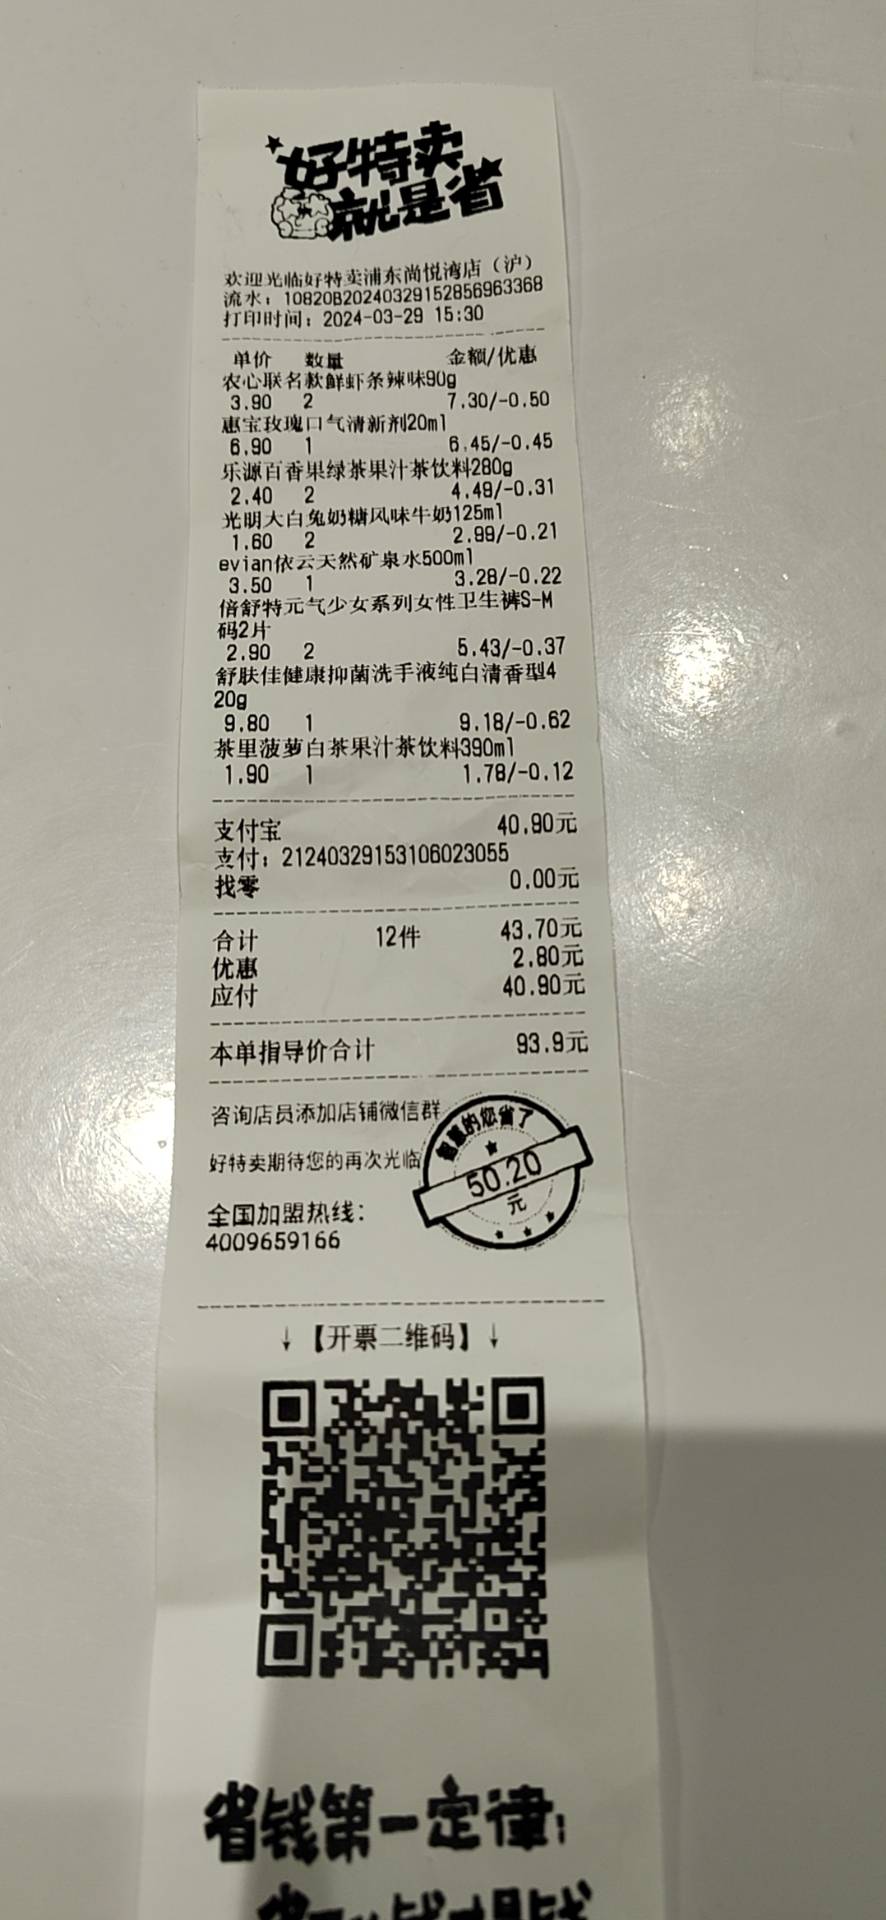 好特卖
就是省
欢迎光临好特卖浦东尚悦湾店（沪）
流水：10820B20240329152856963368
打印时间：2024-03-29 15:30
单价 数量 金额/优惠
农心联名款鲜虾条辣味90g
3.90 2 7.30/-0.50
惠宝玫瑰口气清新剂20ml
6.90 1 6.45/-0.45
乐源百香果绿茶果汁茶饮料280g
2.40 2 4.49/-0.31
光明大白兔奶糖风味牛奶125ml
1.60 2 2.99/-0.21
evian依云天然矿泉水500ml
3.50 1 3.28/-0.22
倍舒特元气少女系列女性卫生裤S-M
码2片
2.90 2 5.43/-0.37
舒肤佳健康抑菌洗手液纯白清香型4
20g
9.80 1 9.18/-0.62
茶里菠萝白茶果汁茶饮料390ml
1.90 1 1.78/-0.12
支付宝 40.90元
支付：21240329153106023055
找零 0.00元
合计 12件 43.70元
优惠 2.80元
应付 40.90元
本单指导价合计 93.9元
咨询店员添加店铺微信群
好特卖期待您的再次光临
的您省了
50.20
元
全国加盟热线：
4009659166
↓【开票二维码】↓
省钱第一定律：